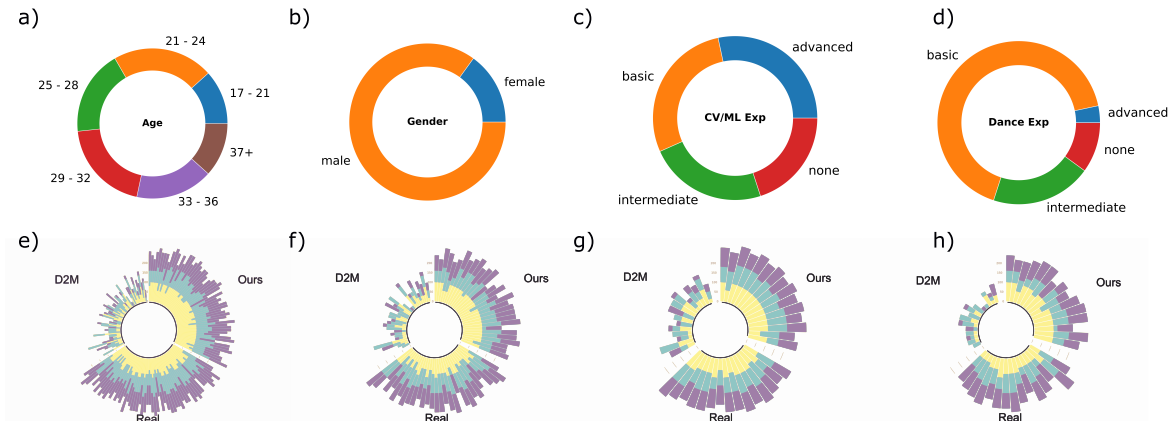 a)
b)
c)
d)
21 - 24
25 - 28
17 - 21
Age
37+
29 - 32
33 - 36
female
Gender
male
advanced
basic
CV/ML Exp
none
intermediate
basic
advanced
Dance Exp
none
intermediate
e)
f)
g)
h)
D2M
Ours
Real
D2M
Ours
Real
D2M
Ours
Real
D2M
Ours
Real